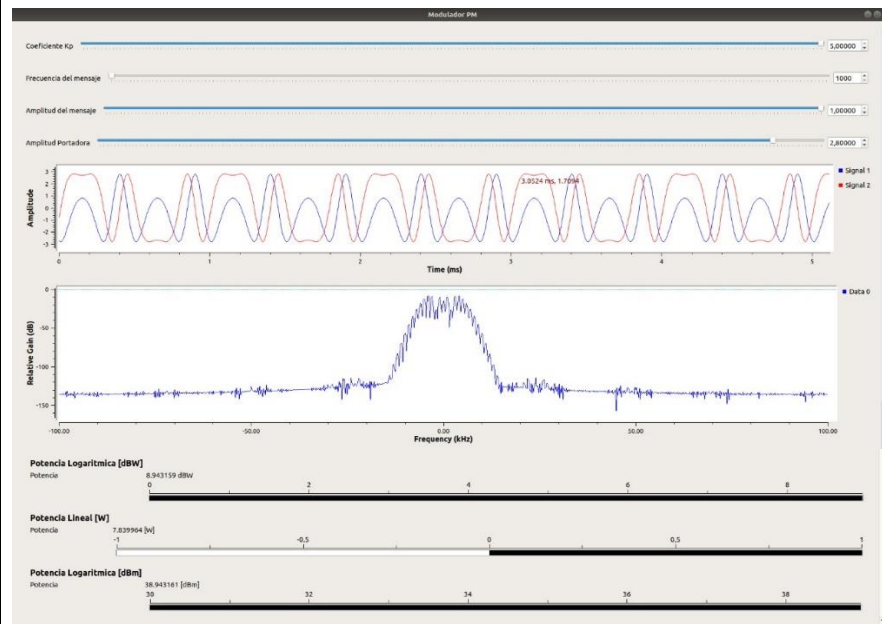 Modulador PM
Coeficiente Kp 5,00000
Frecuencia del mensaje 1000
Amplitud del mensaje 1,00000
Amplitud Portadora 2,80000
3.0524 ms, 1.7094
Signal 1
Signal 2
Amplitude
3
2
1
0
-1
-2
-3
0 1 2 3 4 5
Time (ms)
Data 0
Relative Gain (dB)
0
-50
-100
-150
-100.00 -50.00 0.00 50.00 100.00
Frequency (kHz)
Potencia Logaritmica [dBW]
Potencia 8.943159 dBW
0 2 4 6 8
Potencia Lineal [W]
Potencia 7.839964 [W]
-1 -0,5 0 0,5 1
Potencia Logaritmica [dBm]
Potencia 38.943161 [dBm]
30 32 34 36 38